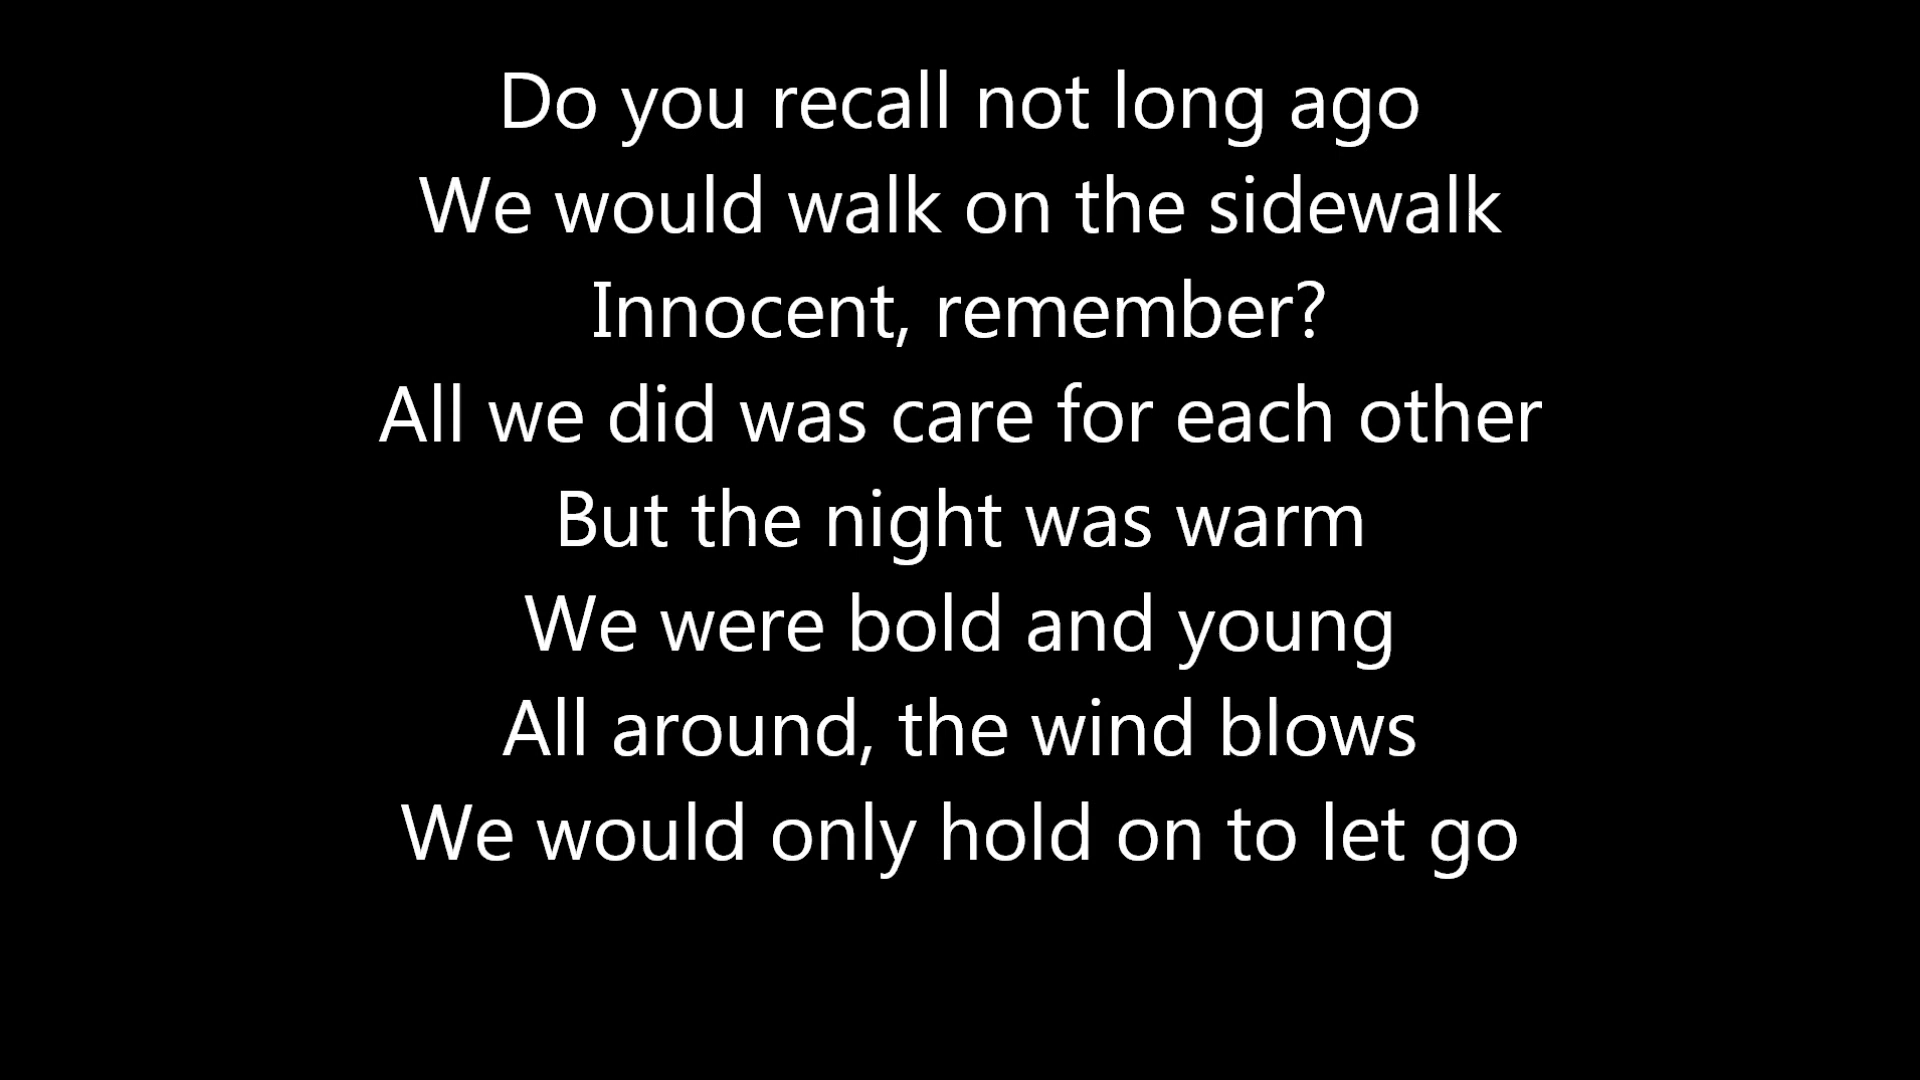 Do you recall not long ago
We would walk on the sidewalk
Innocent, remember?
All we did was care for each other
But the night was warm
We were bold and young
All around, the wind blows
We would only hold on to let go